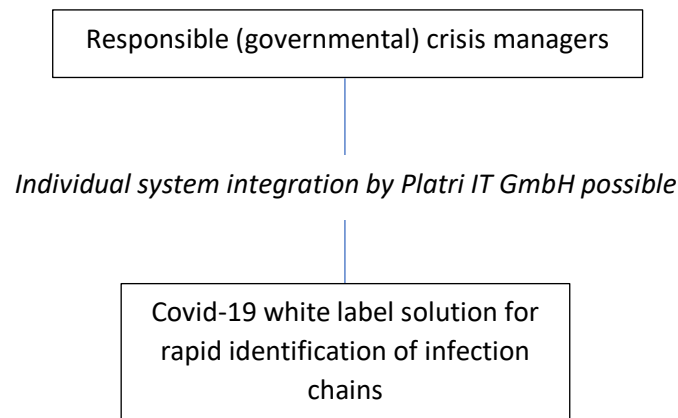 Responsible (governmental) crisis managers
Individual system integration by Platri IT GmbH possible
Covid-19 white label solution for
rapid identification of infection
chains